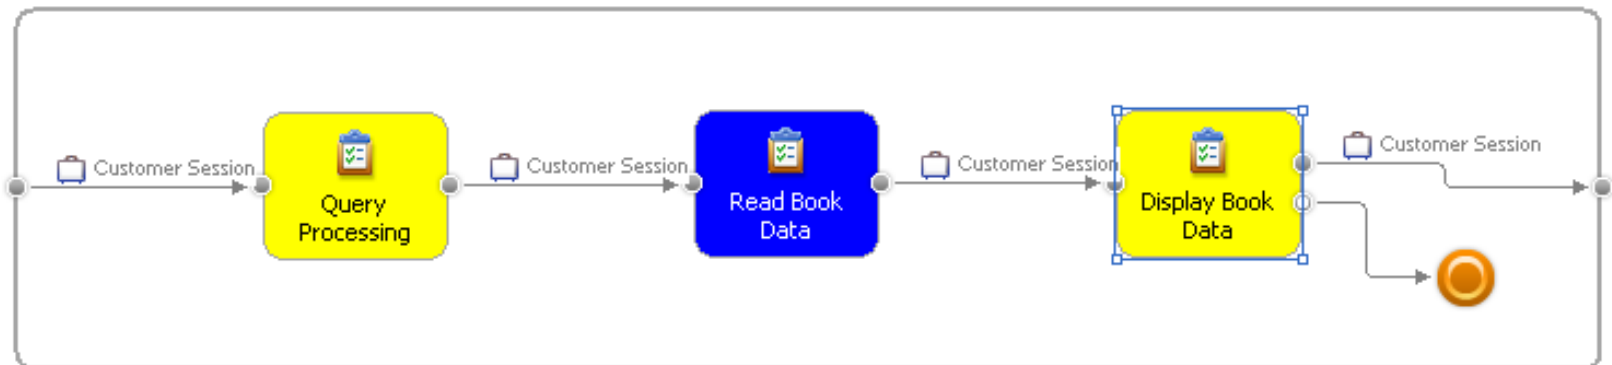 Customer Session
Query
Processing
Customer Session
Read Book
Data
Customer Session
Display Book
Data
Customer Session